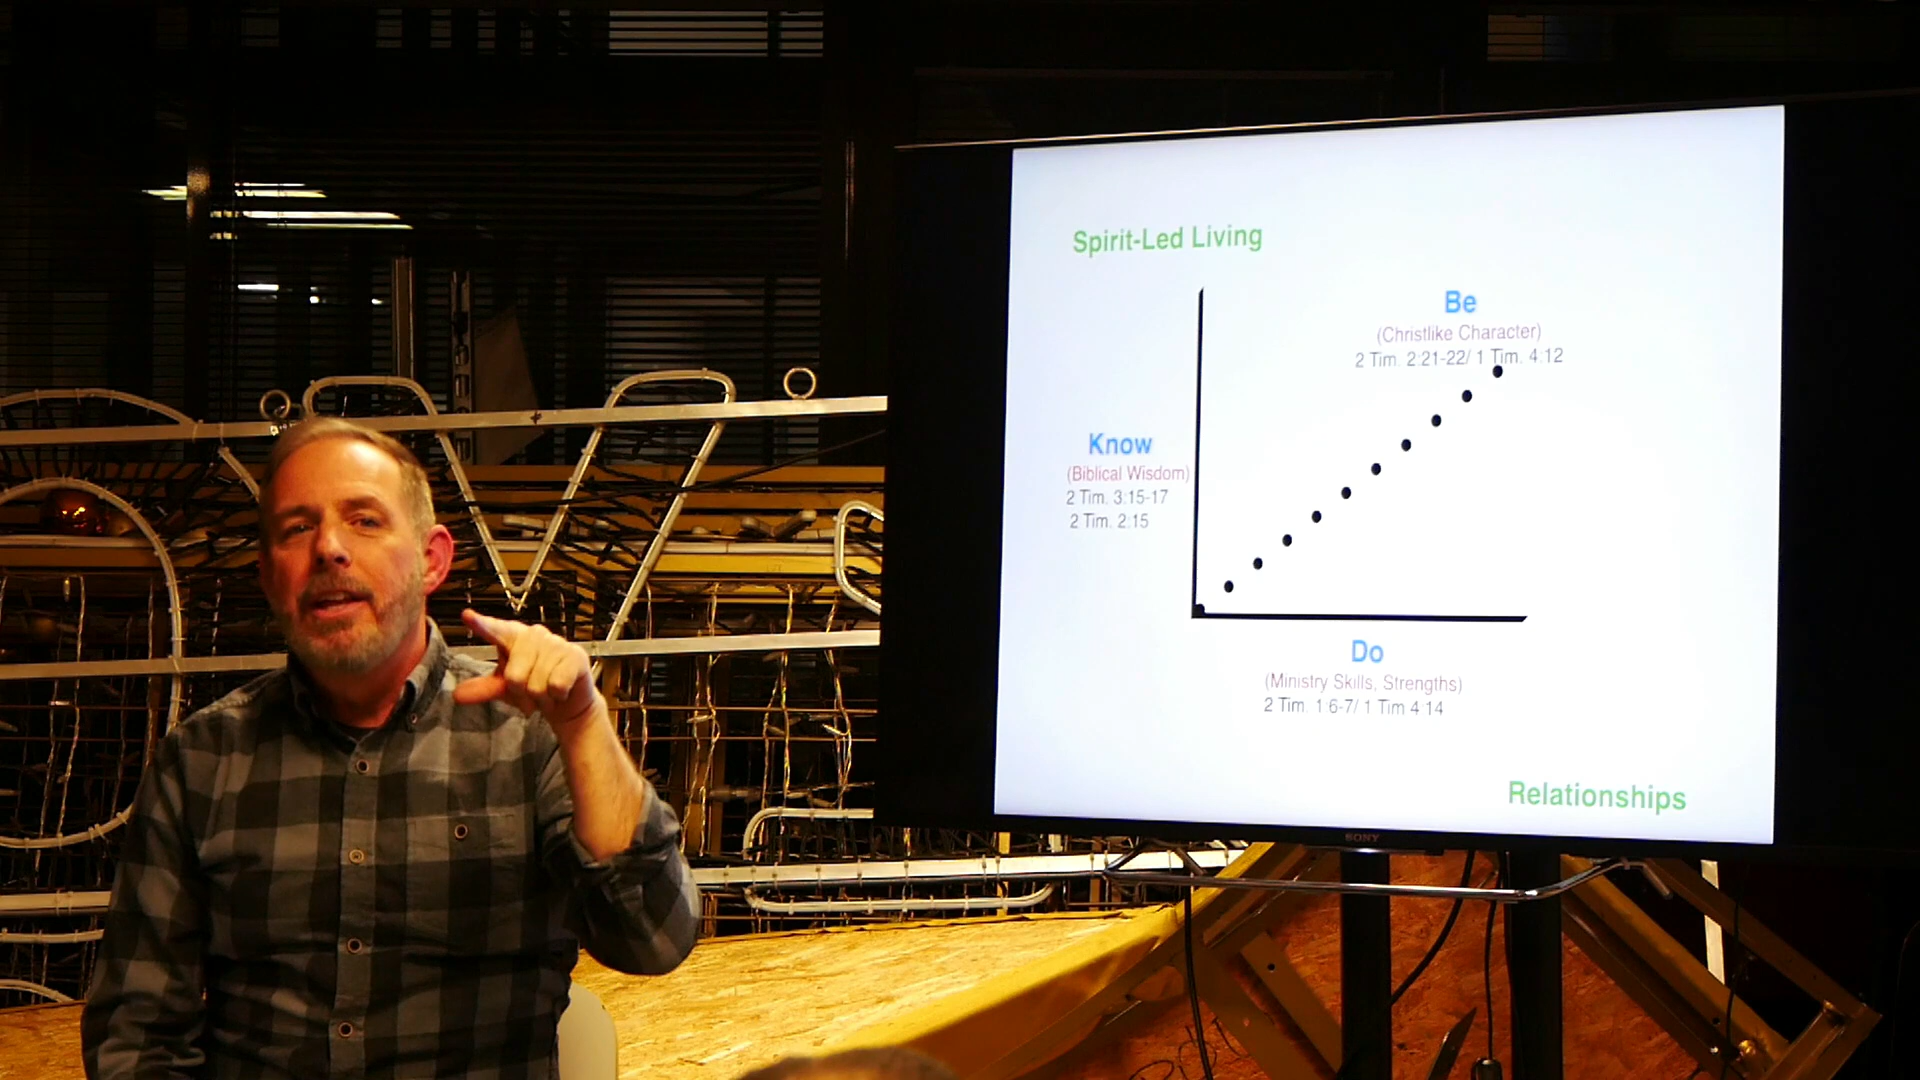 Spirit-Led Living
Be
(Christlike Character)
2 Tim. 2:21-22/ 1 Tim. 4:12
Know
(Biblical Wisdom)
2 Tim. 3:15-17
2 Tim. 2:15
Do
(Ministry Skills, Strengths)
2 Tim. 1:6-7/ 1 Tim 4:14
Relationships
SONY